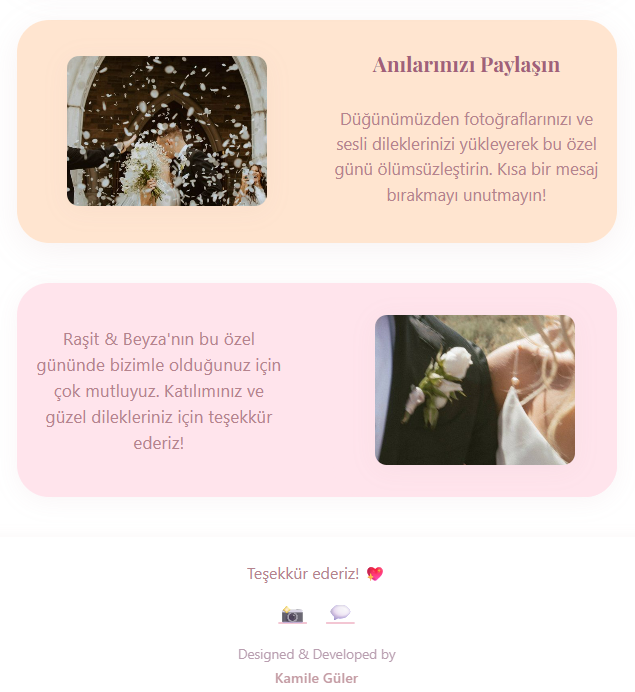 Anılarınızı Paylaşın
Düğünümüzden fotoğraflarınızı ve
sesli dileklerinizi yükleyerek bu özel
günü ölümsüzleştirin. Kısa bir mesaj
bırakmayı unutmayın!
Raşit & Beyza'nın bu özel
gününde bizimle olduğunuz için
çok mutluyuz. Katılımınız ve
güzel dilekleriniz için teşekkür
ederiz!
Teşekkür ederiz! 💖
Designed & Developed by
Kamile Güler